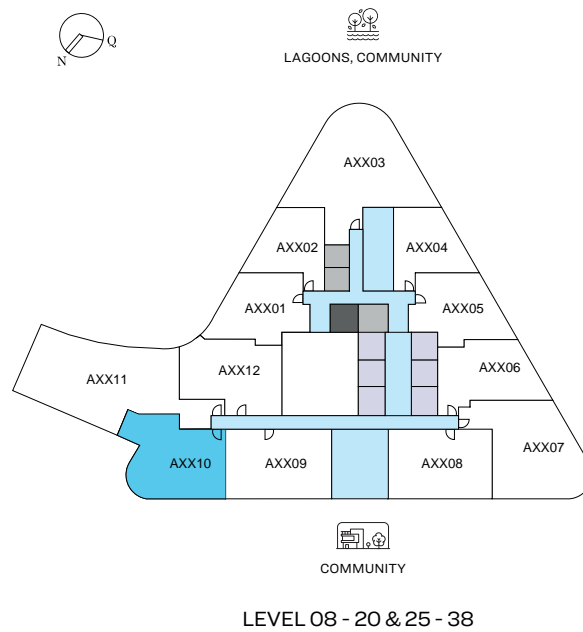 N Q
LAGOONS, COMMUNITY
AXX03
AXX02 AXX04
AXX01 AXX05
AXX11 AXX12 AXX06
AXX10 AXX09 AXX08 AXX07
COMMUNITY
LEVEL 08 - 20 & 25 - 38